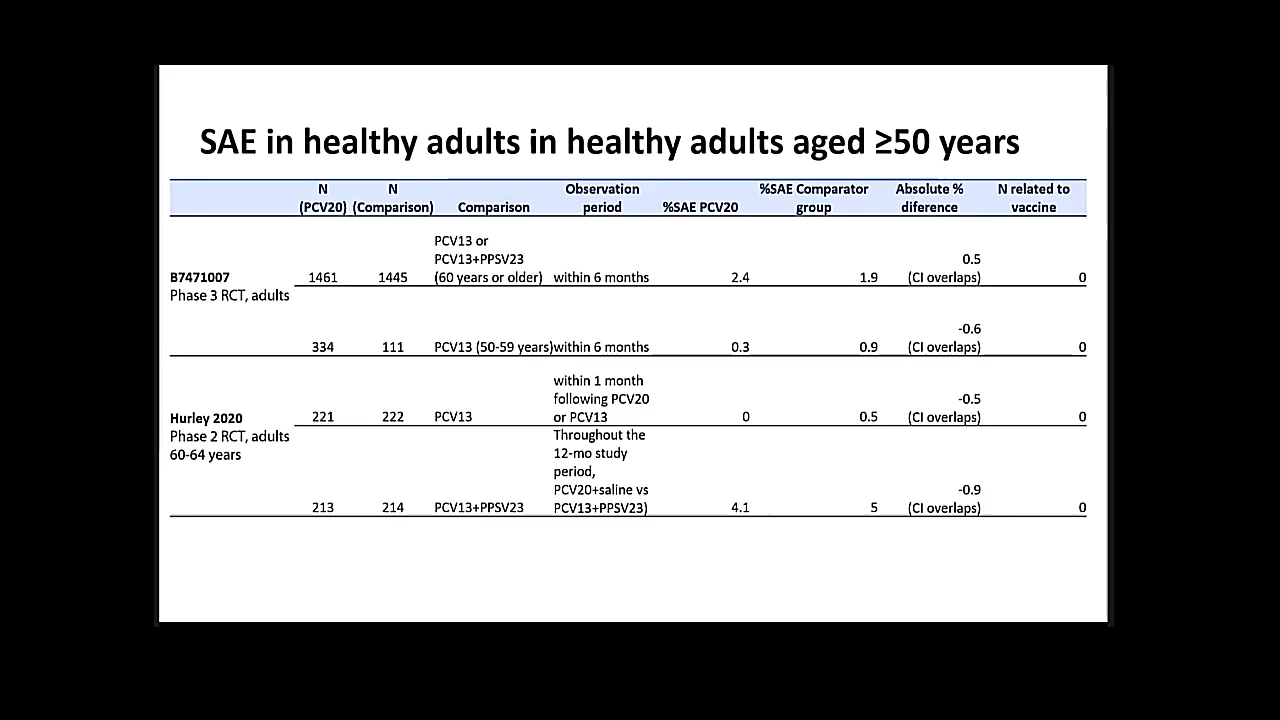 SAE in healthy adults in healthy adults aged ≥50 years
N (PCV20) N (Comparison) Comparison Observation period %SAE PCV20 %SAE Comparator group Absolute % diference N related to vaccine
B7471007
Phase 3 RCT, adults
1461 1445 PCV13 or PCV13+PPSV23 (60 years or older) within 6 months 2.4 1.9 0.5 (CI overlaps) 0
334 111 PCV13 (50-59 years) within 6 months 0.3 0.9 -0.6 (CI overlaps) 0
Hurley 2020
Phase 2 RCT, adults
60-64 years
221 222 PCV13 within 1 month following PCV20 or PCV13 0 0.5 -0.5 (CI overlaps) 0
213 214 PCV13+PPSV23 Throughout the 12-mo study period, PCV20+saline vs PCV13+PPSV23) 4.1 5 -0.9 (CI overlaps) 0